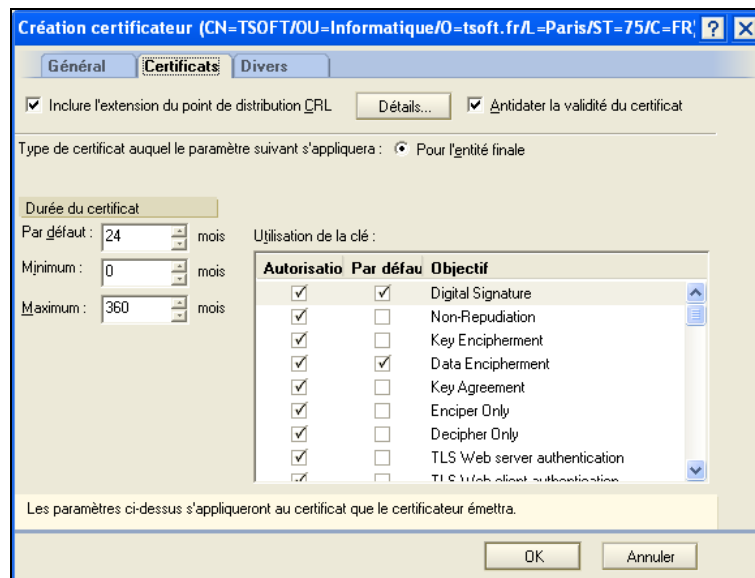 Création certificateur (CN=TSOFT/OU=Informatique/O=tsoft.fr/L=Paris/ST=75/C=FR)
Général Certificats Divers
Inclure l'extension du point de distribution CRL Détails... Antidater la validité du certificat
Type de certificat auquel le paramètre suivant s'appliquera : Pour l'entité finale
Durée du certificat
Par défaut : 24 mois Utilisation de la clé :
Minimum : 0 mois
Maximum : 360 mois
Autorisatio Par défau Objectif
Digital Signature
Non-Repudiation
Key Encipherment
Data Encipherment
Key Agreement
Enciper Only
Decipher Only
TLS Web server authentication
TLS Web client authentication
Les paramètres ci-dessus s'appliqueront au certificat que le certificateur émettra.
OK Annuler